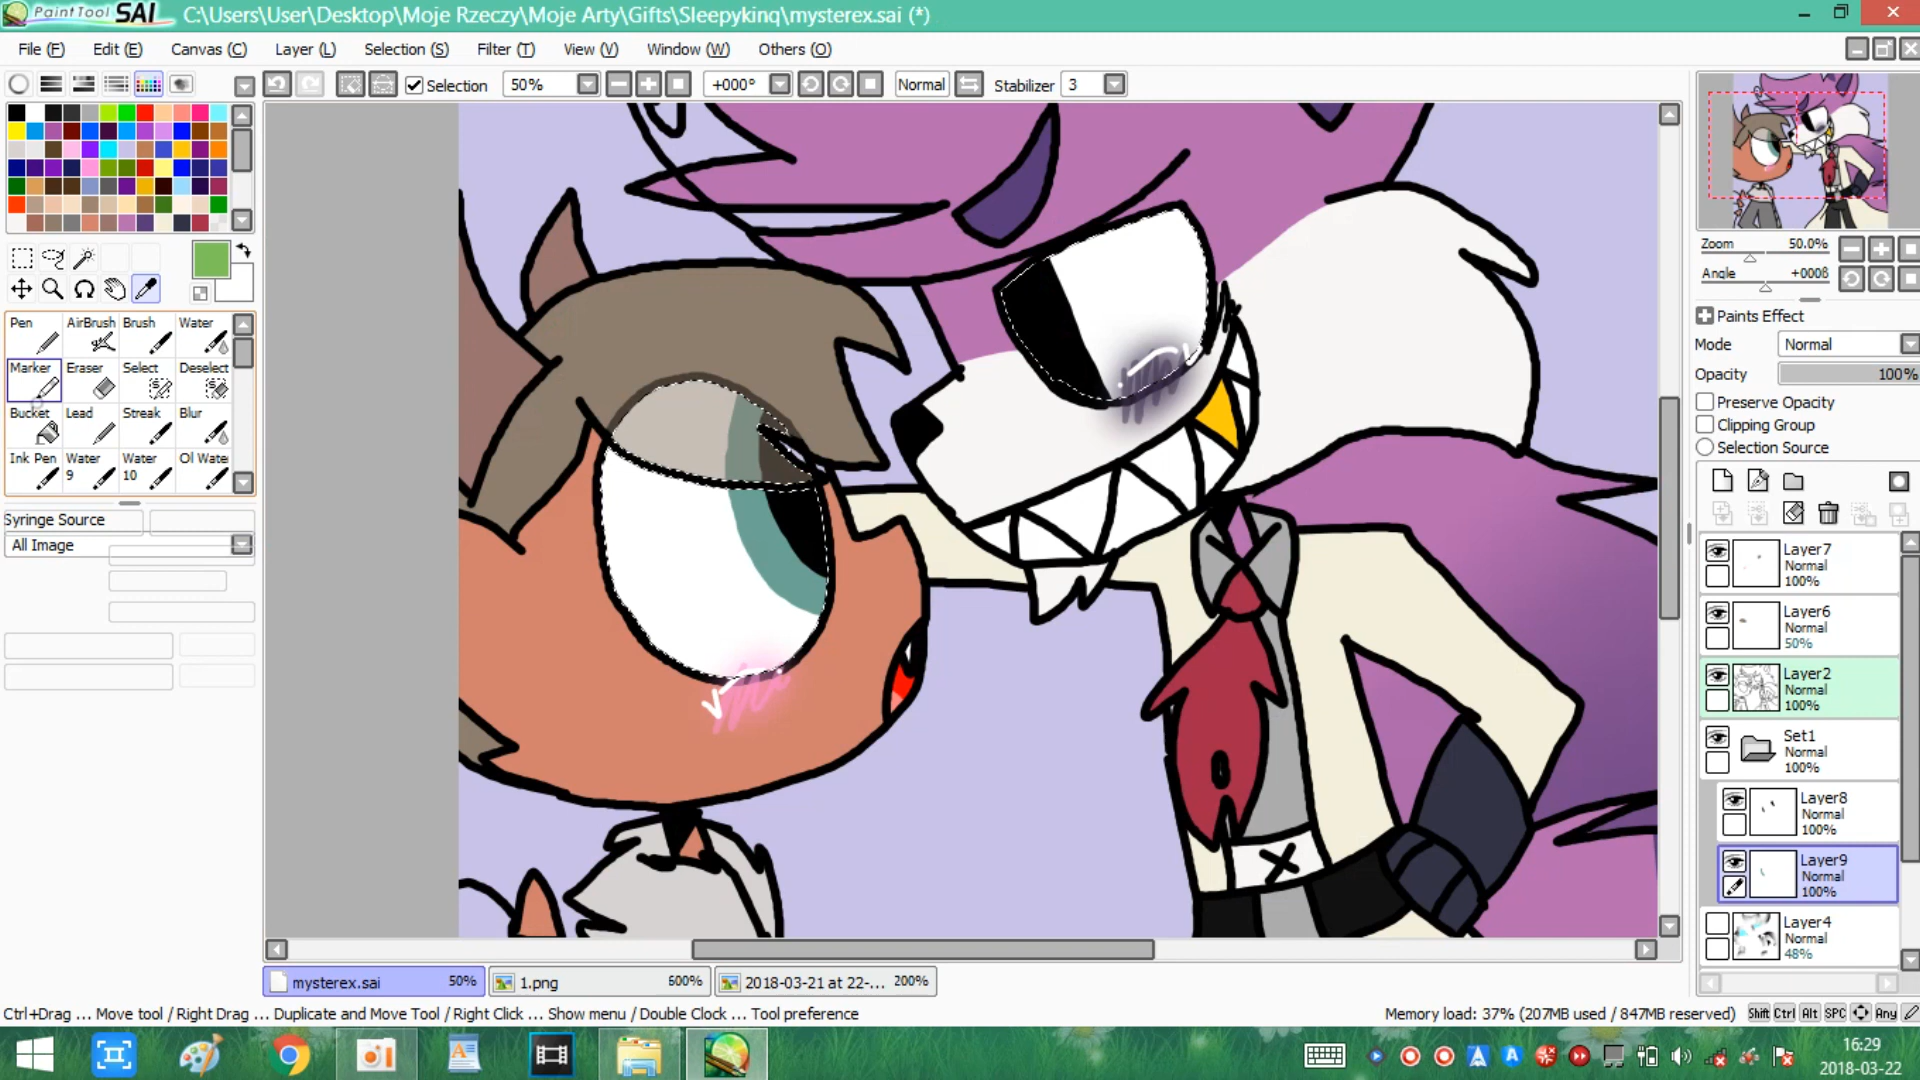 PaintTool SAI C:\Users\User\Desktop\Moje Rzeczy\Moje Arty\Gifts\Sleepykinq\mysterex.sai (*)
File (F) Edit (E) Canvas (C) Layer (L) Selection (S) Filter (T) View (V) Window (W) Others (O)
Selection 50% +000° Normal Stabilizer 3
Zoom 50.0%
Angle +000ß
Pen AirBrush Brush Water
Marker Eraser Select Deselect
Bucket Lead Streak Blur
Ink Pen Water 9 Water 10 Ol Wate
Syringe Source
All Image
Paints Effect
Mode Normal
Opacity 100%
Preserve Opacity
Clipping Group
Selection Source
Layer7
Normal
100%
Layer6
Normal
50%
Layer2
Normal
100%
Set1
Normal
100%
Layer8
Normal
100%
Layer9
Normal
100%
Layer4
Normal
48%
mysterex.sai 50% 1.png 600% 2018-03-21 at 22-... 200%
Ctrl+Drag ... Move tool / Right Drag ... Duplicate and Move Tool / Right Click ... Show menu / Double Clock ... Tool preference
Memory load: 37% (207MB used / 847MB reserved) Shift Ctrl Alt SPC Any
16:29
2018-03-22